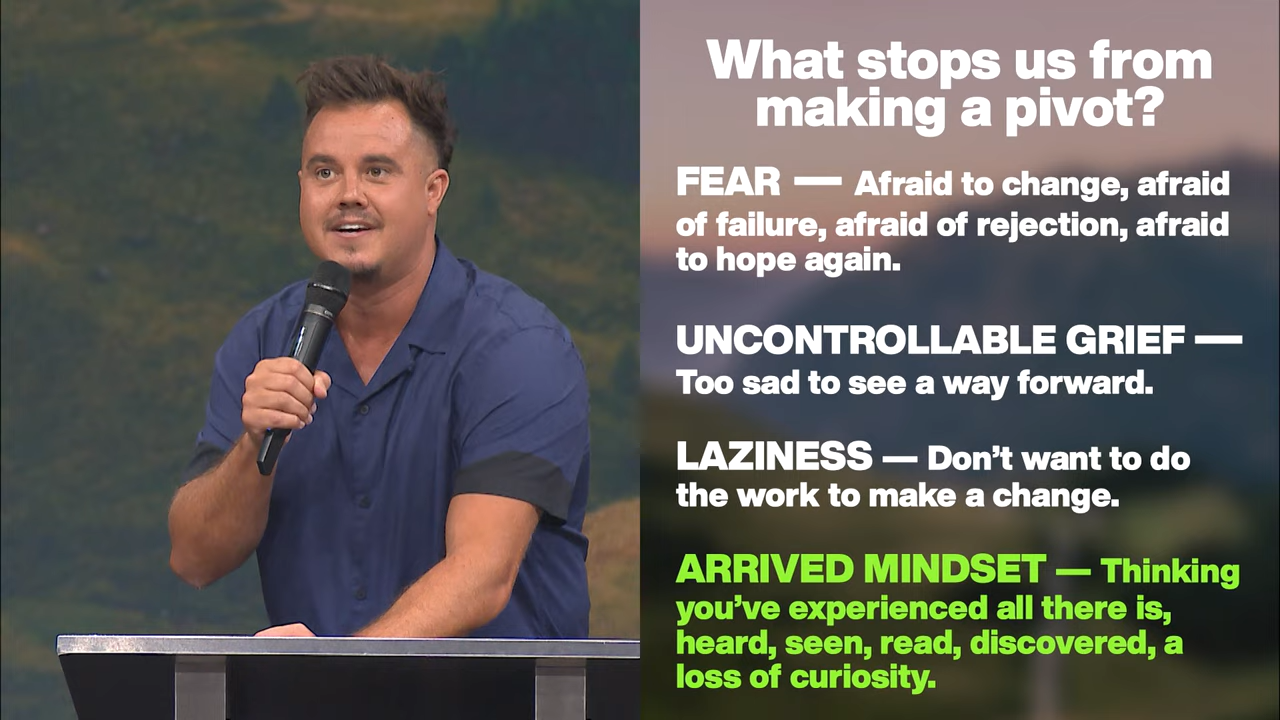 What stops us from
making a pivot?
FEAR — Afraid to change, afraid
of failure, afraid of rejection, afraid
to hope again.
UNCONTROLLABLE GRIEF —
Too sad to see a way forward.
LAZINESS — Don’t want to do
the work to make a change.
ARRIVED MINDSET — Thinking
you’ve experienced all there is,
heard, seen, read, discovered, a
loss of curiosity.